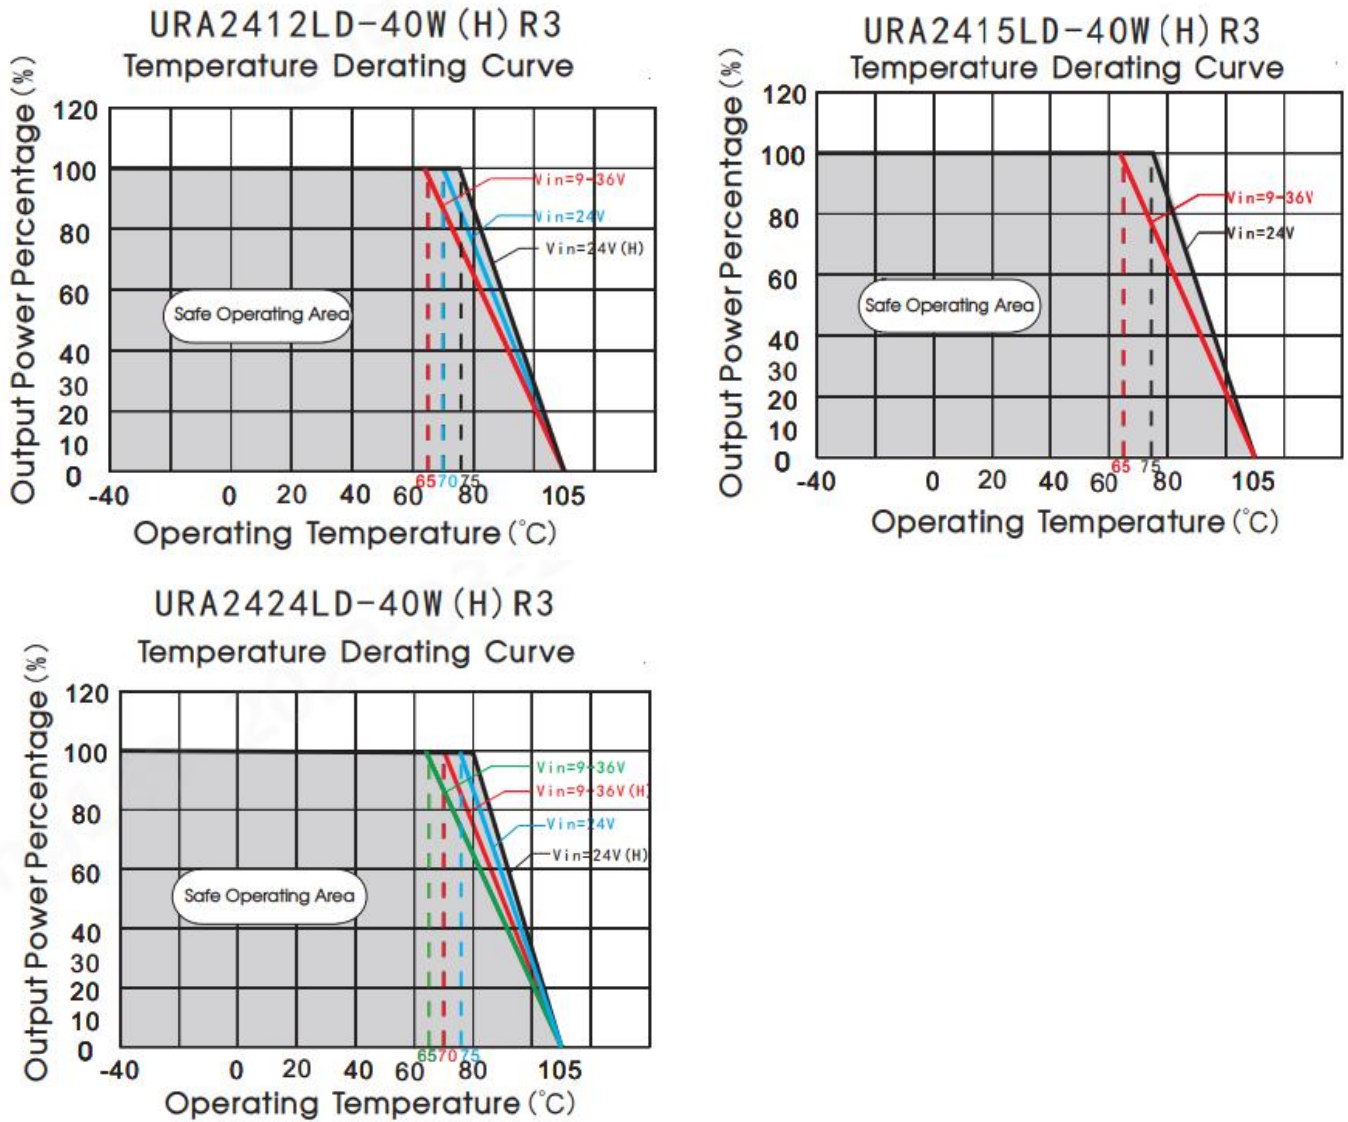 URA2412LD-40W(H)R3
Temperature Derating Curve
Output Power Percentage(%)
120
100
80
60
40
30
20
10
0
Vin=9-36V
Vin=24V
Vin=24V(H)
Safe Operating Area
65 70 75
-40 0 20 40 60 80 105
Operating Temperature(°C)
URA2415LD-40W(H)R3
Temperature Derating Curve
Output Power Percentage(%)
120
100
80
60
40
30
20
10
0
Vin=9-36V
Vin=24V
Safe Operating Area
65 75
-40 0 20 40 60 80 105
Operating Temperature(°C)
URA2424LD-40W(H)R3
Temperature Derating Curve
Output Power Percentage(%)
120
100
80
60
40
30
20
10
0
Vin=9-36V
Vin=9-36V(H)
Vin=24V
Vin=24V(H)
Safe Operating Area
65 70 75
-40 0 20 40 60 80 105
Operating Temperature(°C)